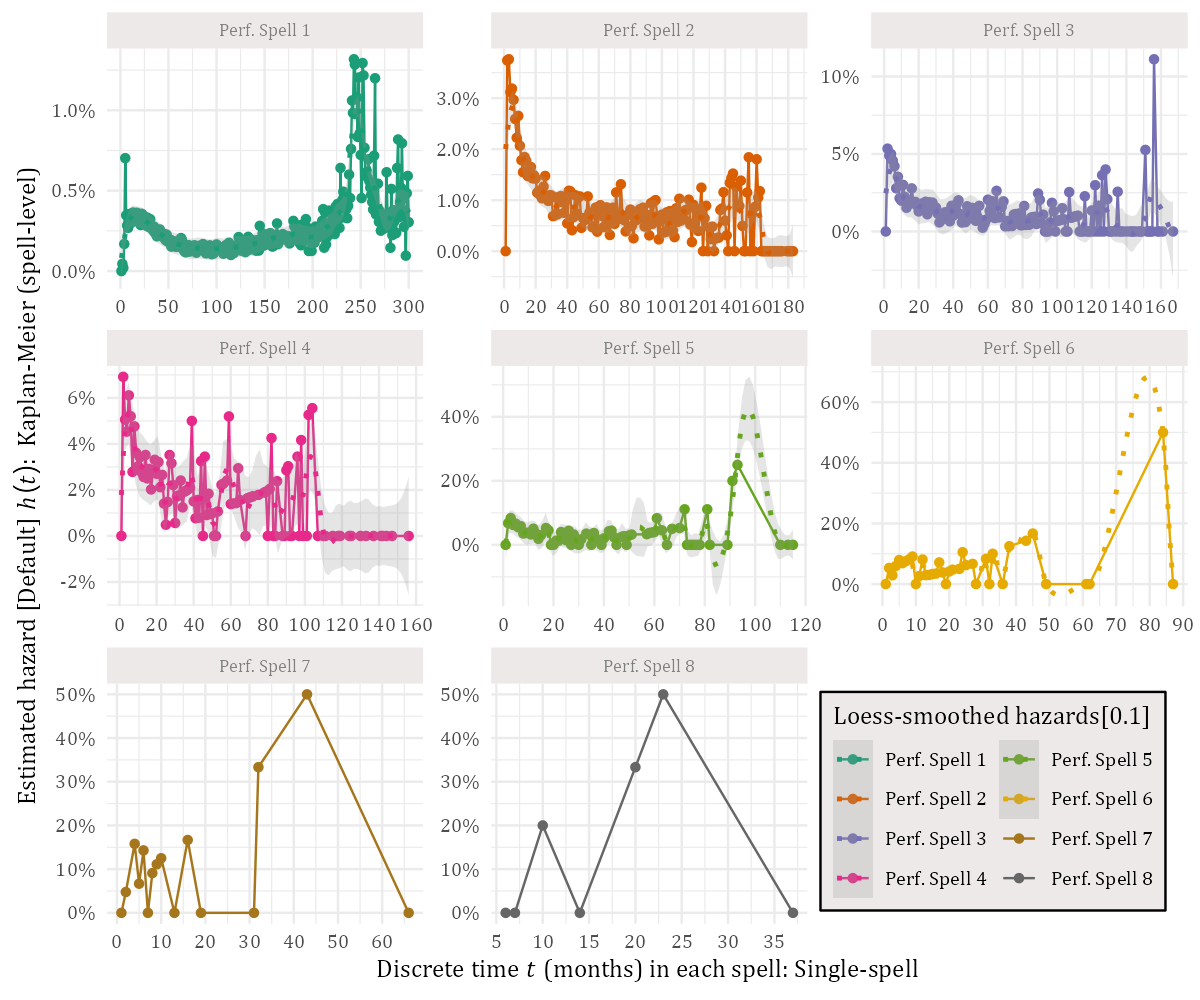 Perf. Spell 1
Perf. Spell 2
Perf. Spell 3
1.0%
0.5%
0.0%
3.0%
2.0%
1.0%
0.0%
10%
5%
0%
0 50 100 150 200 250 300
0 20 40 60 80 100 120 140 160 180
0 20 40 60 80 100 120 140 160
Perf. Spell 4
Perf. Spell 5
Perf. Spell 6
6%
4%
2%
0%
-2%
40%
20%
0%
60%
40%
20%
0%
0 20 40 60 80 100 120 140 160
0 20 40 60 80 100 120
0 10 20 30 40 50 60 70 80 90
Perf. Spell 7
Perf. Spell 8
50%
40%
30%
20%
10%
0%
50%
40%
30%
20%
10%
0%
0 10 20 30 40 50 60
5 10 15 20 25 30 35
Estimated hazard [Default] h(t): Kaplan-Meier (spell-level)
Discrete time t (months) in each spell: Single-spell
Loess-smoothed hazards[0.1]
Perf. Spell 1
Perf. Spell 2
Perf. Spell 3
Perf. Spell 4
Perf. Spell 5
Perf. Spell 6
Perf. Spell 7
Perf. Spell 8